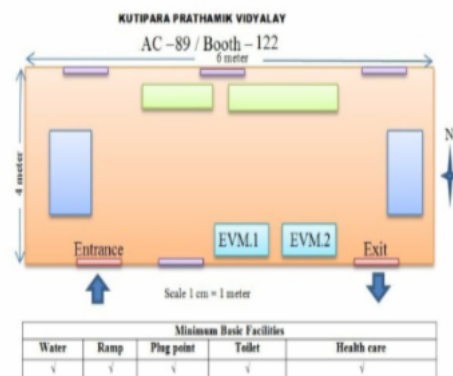 KUTIPARA PRATHAMIK VIDYALAY
AC –89 / Booth –122
6 meter
4 meter
N
EVM.1 EVM.2
Entrance Exit
Scale 1 cm = 1 meter
Minimum Basic Facilities
Water Ramp Plug point Toilet Health care
√ √ √ √ √